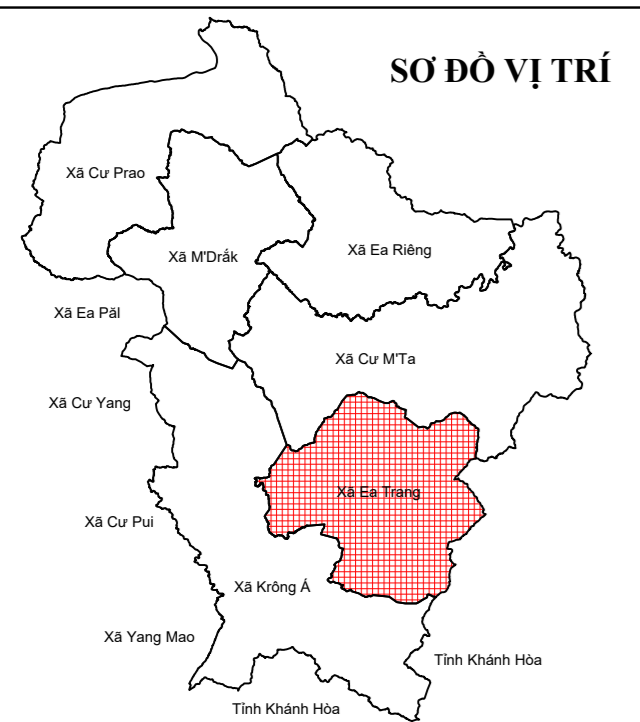 SƠ ĐỒ VỊ TRÍ
Xã Cư Prao
Xã M'Drắk
Xã Ea Riêng
Xã Ea Păl
Xã Cư M'Ta
Xã Cư Yang
Xã Ea Trang
Xã Cư Pui
Xã Krông Á
Xã Yang Mao
Tỉnh Khánh Hòa
Tỉnh Khánh Hòa